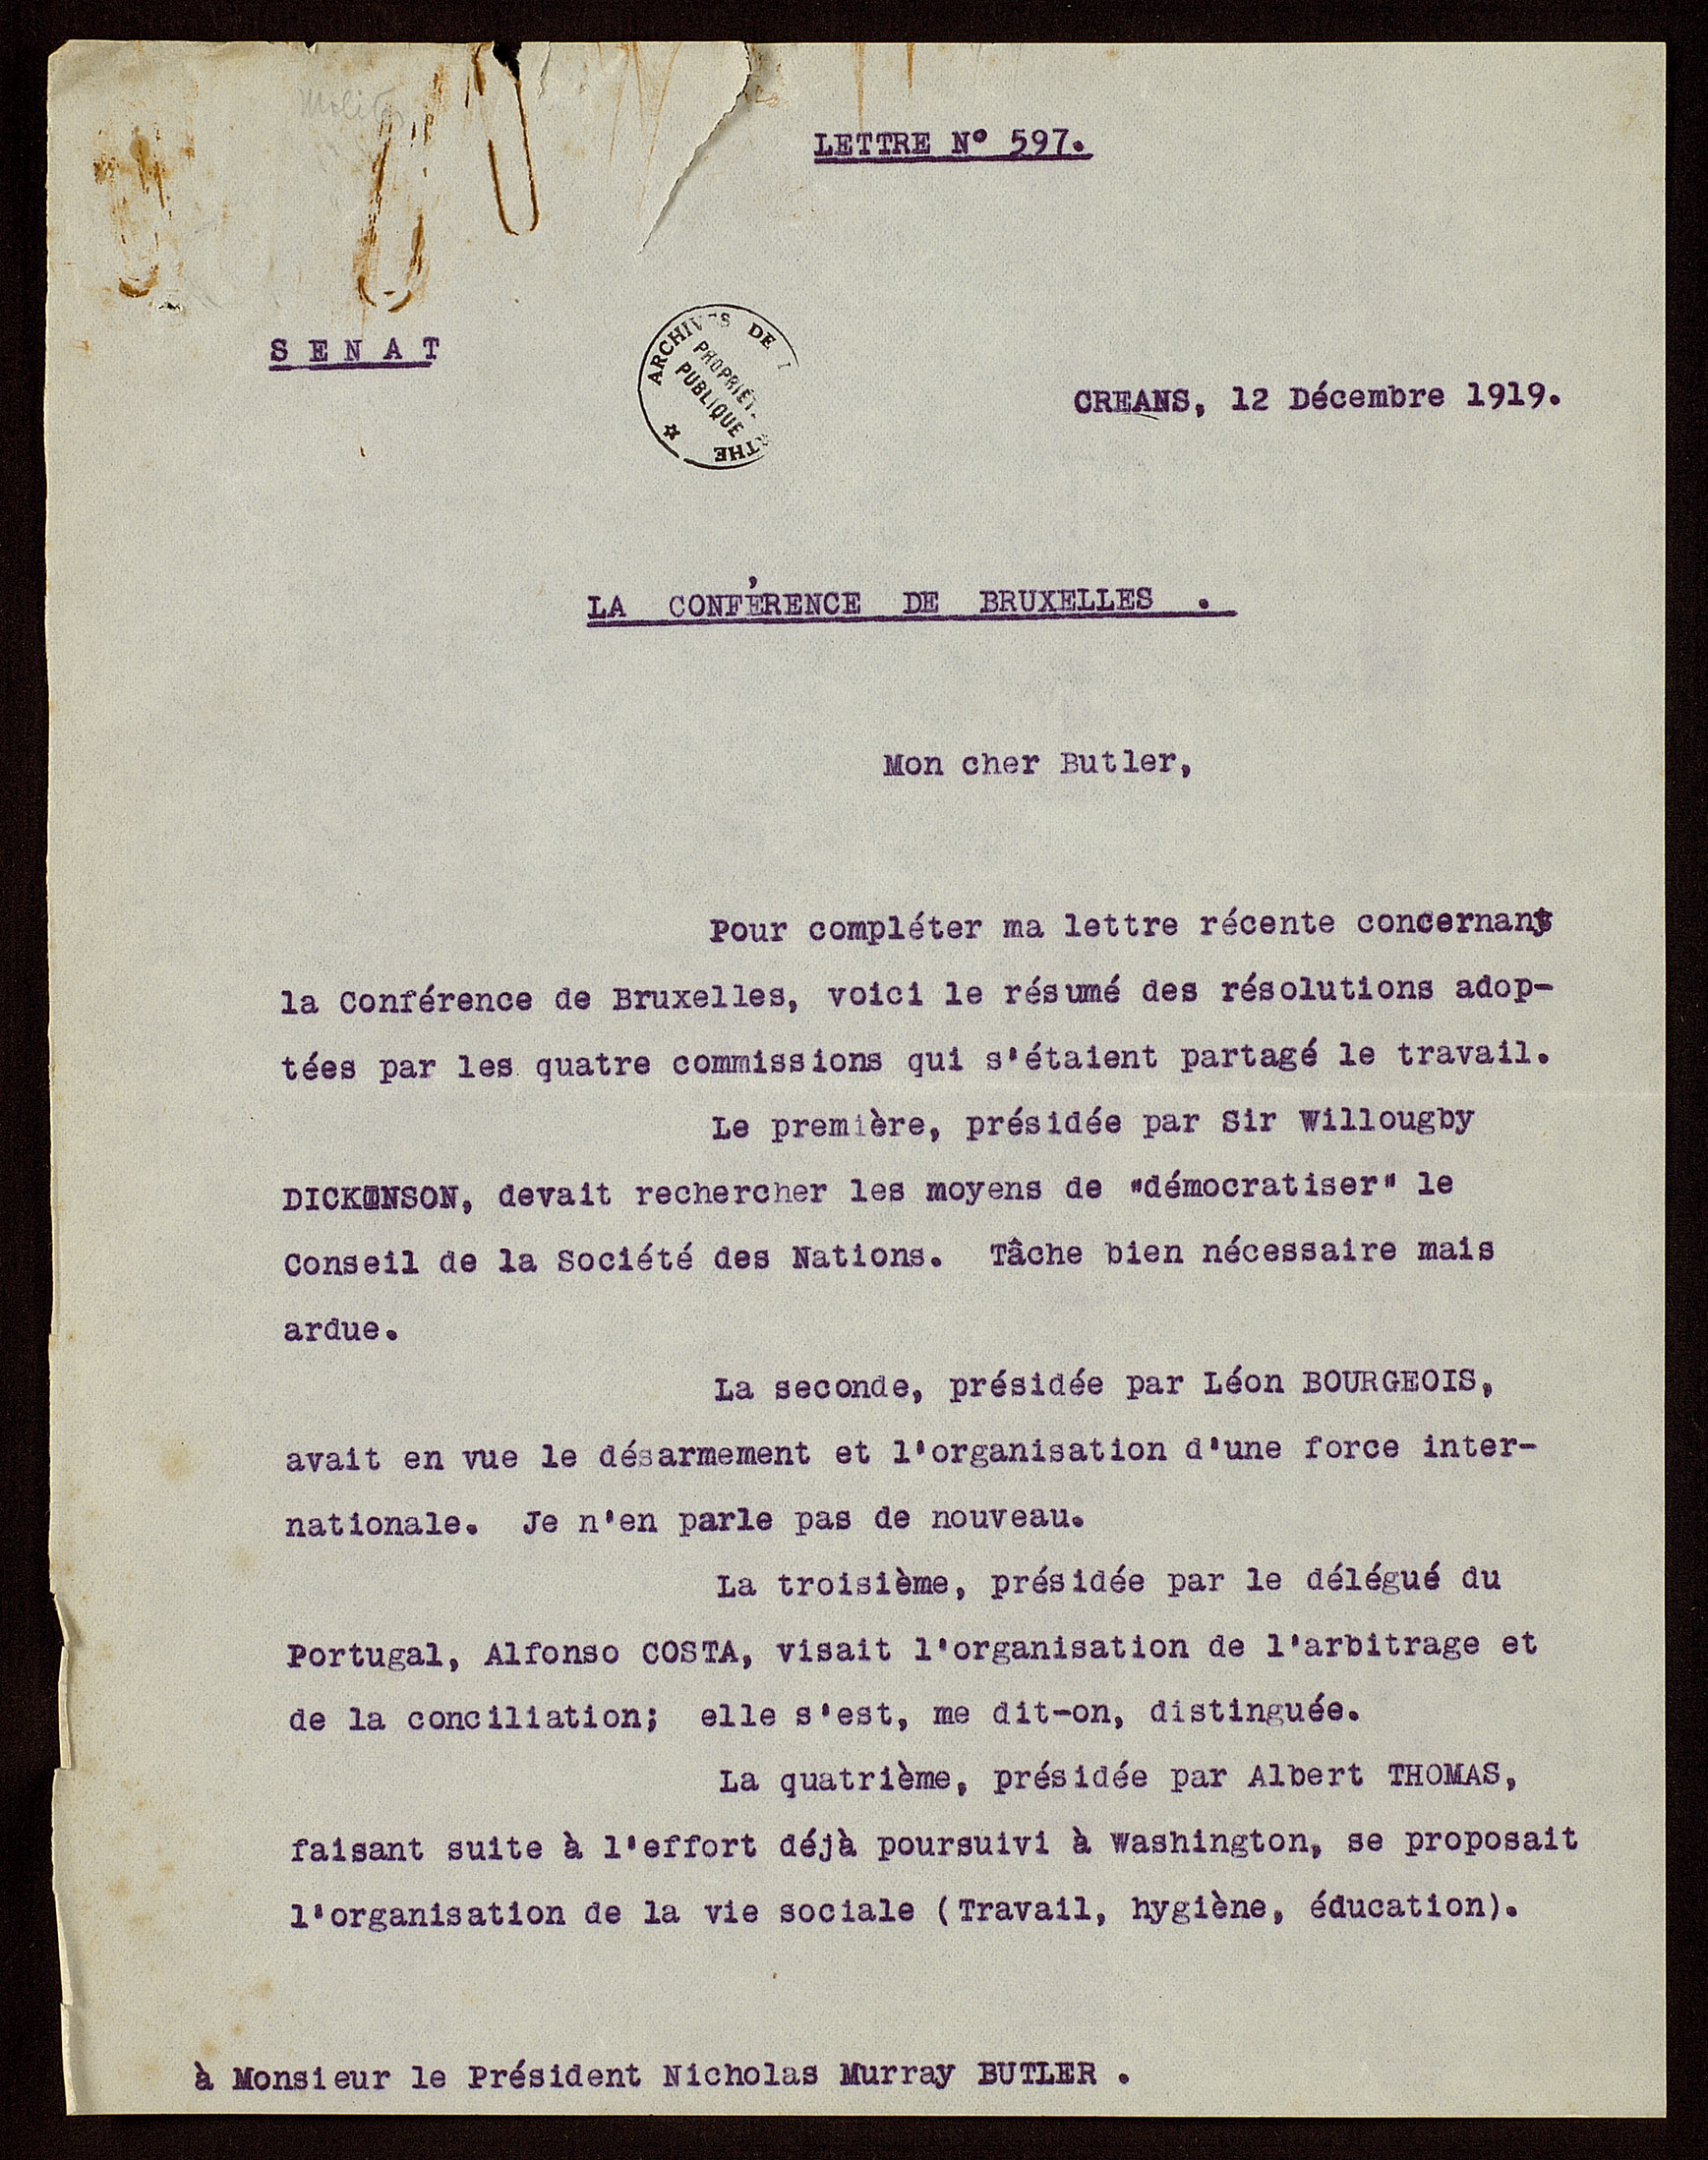 LETTRE N° 597.
SENAT
ARCHIVES DE
PROPRIÉT
PUBLIQUE
THE
CREANS, 12 Décembre 1919.
LA CONFÉRENCE DE BRUXELLES .
Mon cher Butler,
Pour compléter ma lettre récente concernant
la Conférence de Bruxelles, voici le résumé des résolutions adop-
tées par les quatre commissions qui s'étaient partagé le travail.
Le première, présidée par Sir Willougby
DICKINSON, devait rechercher les moyens de "démocratiser" le
Conseil de la Société des Nations. Tâche bien nécessaire mais
ardue.
La seconde, présidée par Léon BOURGEOIS,
avait en vue le désarmement et l'organisation d'une force inter-
nationale. Je n'en parle pas de nouveau.
La troisième, présidée par le délégué du
Portugal, Alfonso COSTA, visait l'organisation de l'arbitrage et
de la conciliation; elle s'est, me dit-on, distinguée.
La quatrième, présidée par Albert THOMAS,
faisant suite à l'effort déjà poursuivi à Washington, se proposait
l'organisation de la vie sociale (Travail, hygiène, éducation).
à Monsieur le Président Nicholas Murray BUTLER .